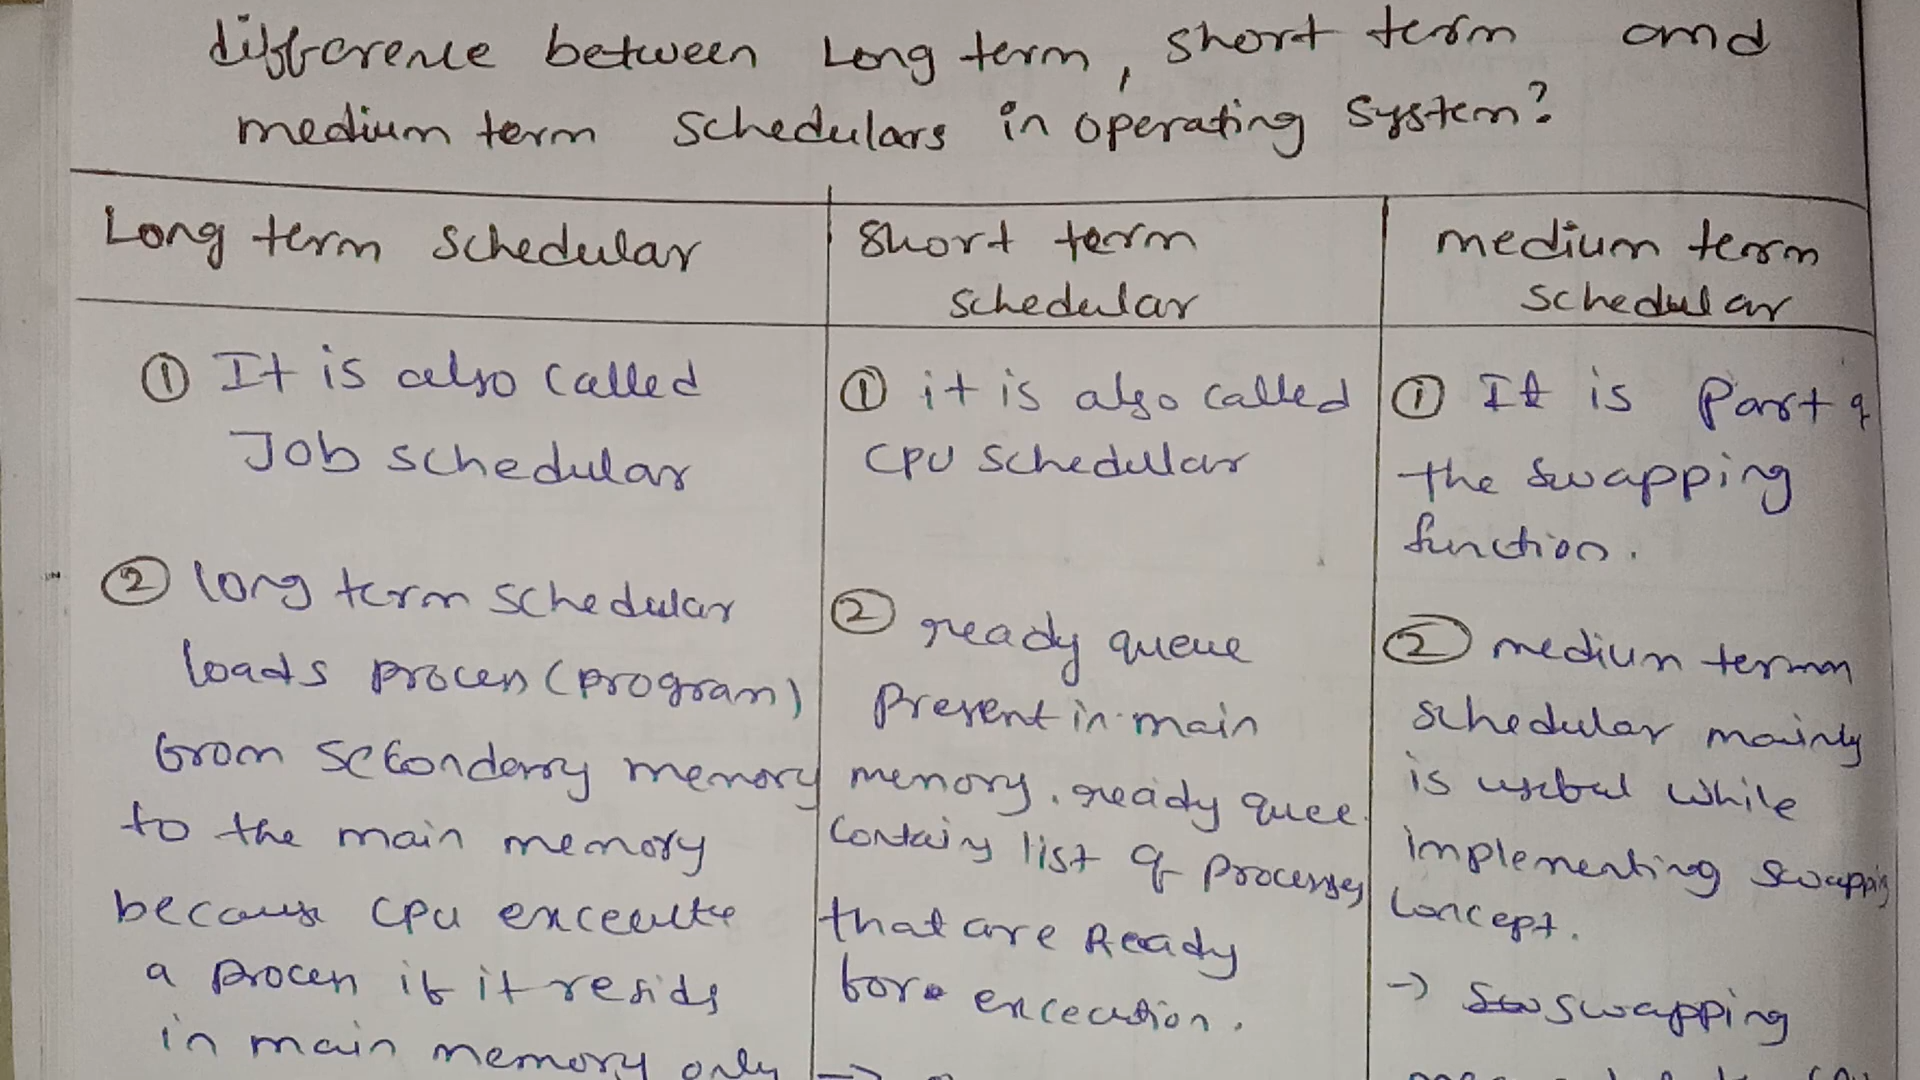 difference between Long term, short term and
medium term schedulars in operating system?
Long term schedular
① It is also called
Job schedular
② long term schedular
loads process (program)
from secondary memory
to the main memory
because cpu excecute
a process if it resids
in main memory only
short term
schedular
① it is also called
CPU schedular
② ready queue
Present in main
memory. ready quee
Contains list of processes
that are Ready
for excecution.
medium term
schedular
① It is Part of
the swapping
function.
② medium term
schedular mainly
is useful while
implementing swapping
Concept.
→ swapping